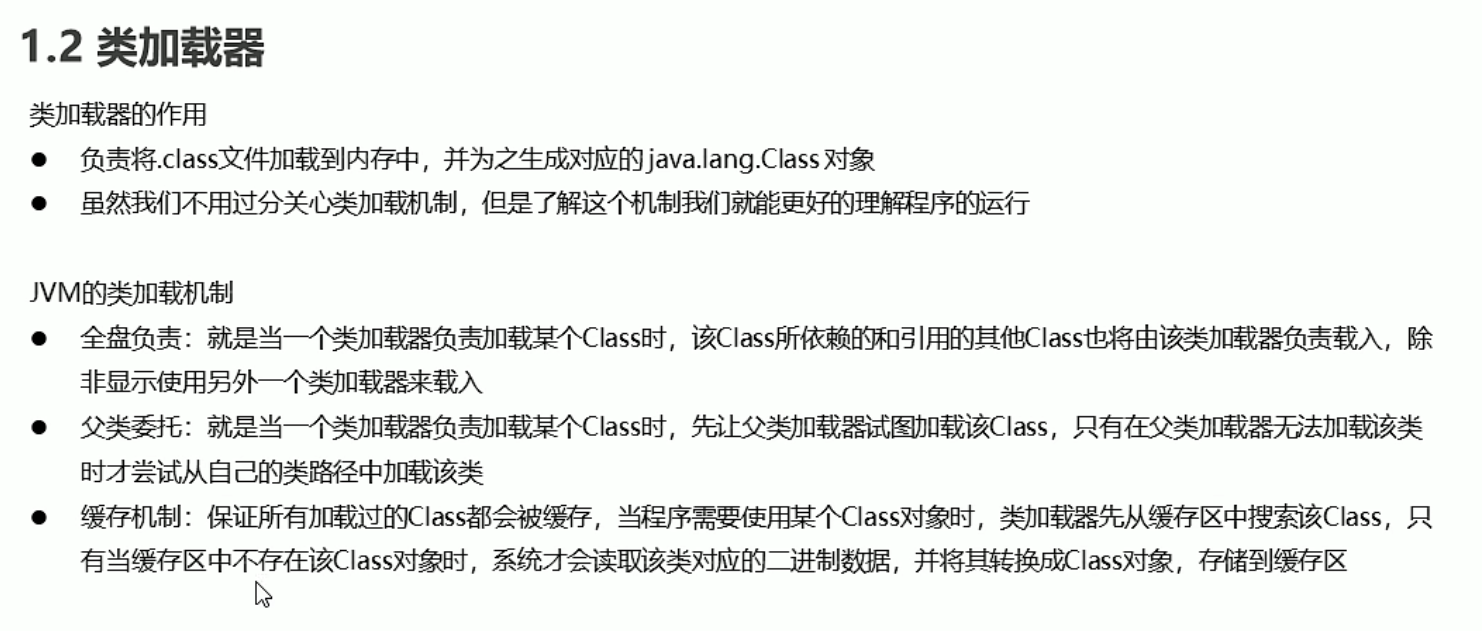 1.2 类加载器
类加载器的作用
● 负责将.class文件加载到内存中，并为之生成对应的 java.lang.Class 对象
● 虽然我们不用过分关心类加载机制，但是了解这个机制我们就能更好的理解程序的运行
JVM的类加载机制
● 全盘负责：就是当一个类加载器负责加载某个Class时，该Class所依赖的和引用的其他Class也将由该类加载器负责载入，除
非显示使用另外一个类加载器来载入
● 父类委托：就是当一个类加载器负责加载某个Class时，先让父类加载器试图加载该Class，只有在父类加载器无法加载该类
时才尝试从自己的类路径中加载该类
● 缓存机制：保证所有加载过的Class都会被缓存，当程序需要使用某个Class对象时，类加载器先从缓存区中搜索该Class，只
有当缓存区中不存在该Class对象时，系统才会读取该类对应的二进制数据，并将其转换成Class对象，存储到缓存区